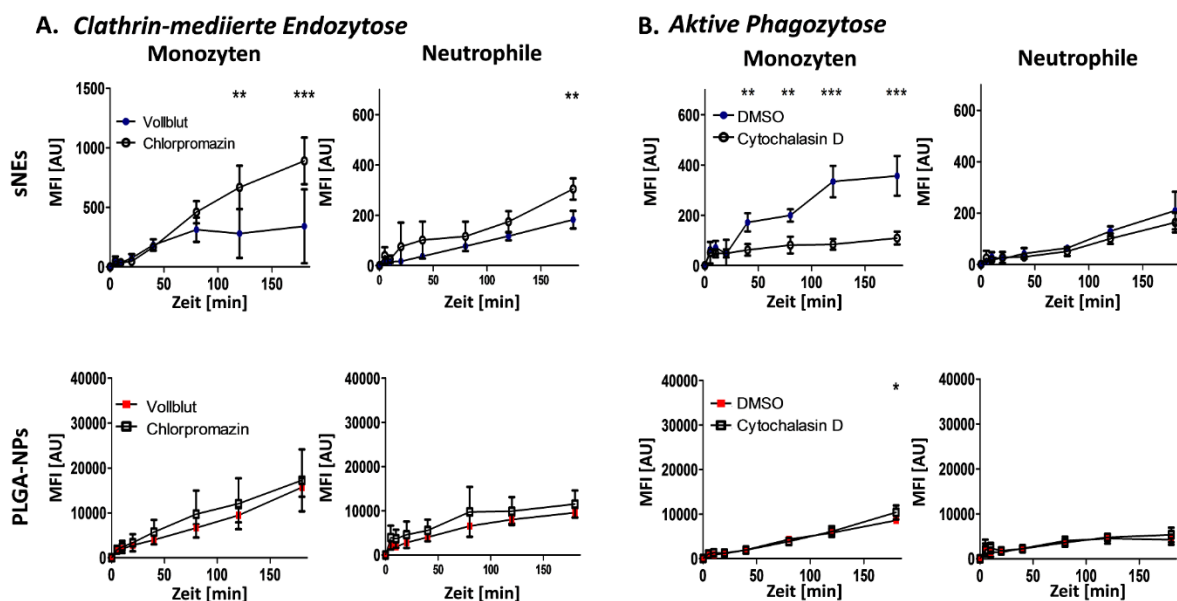 A. Clathrin-mediierte Endozytose
B. Aktive Phagozytose
Monozyten
Neutrophile
Monozyten
Neutrophile
sNEs
MFI [AU]
1500
1000
500
0
** ***
Vollblut
Chlorpromazin
0 50 100 150
Zeit [min]
MFI [AU]
600
400
200
0
**
0 50 100 150
Zeit [min]
MFI [AU]
600
400
200
0
** ** *** ***
DMSO
Cytochalasin D
0 50 100 150
Zeit [min]
MFI [AU]
600
400
200
0
0 50 100 150
Zeit [min]
PLGA-NPs
MFI [AU]
40000
30000
20000
10000
0
Vollblut
Chlorpromazin
0 50 100 150
Zeit [min]
MFI [AU]
40000
30000
20000
10000
0
0 50 100 150
Zeit [min]
MFI [AU]
40000
30000
20000
10000
0
*
DMSO
Cytochalasin D
0 50 100 150
Zeit [min]
MFI [AU]
40000
30000
20000
10000
0
0 50 100 150
Zeit [min]